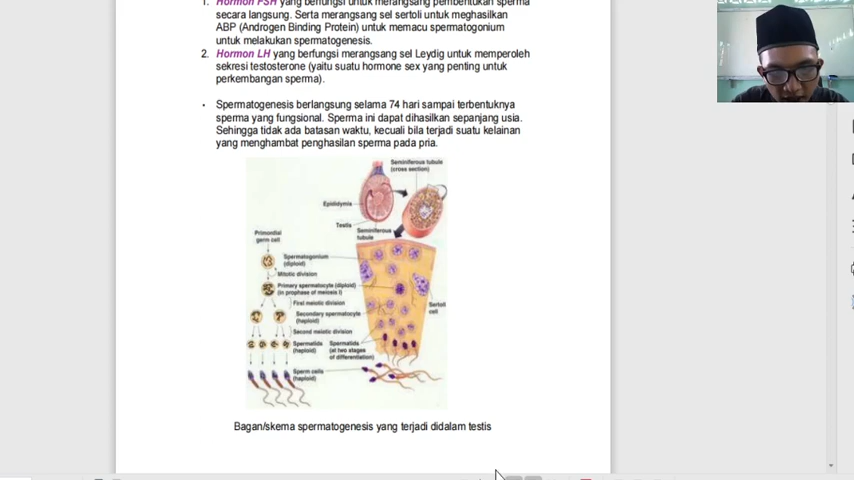 1. Hormon FSH yang berfungsi untuk merangsang pembentukan sperma
secara langsung. Serta merangsang sel sertoli untuk meghasilkan
ABP (Androgen Binding Protein) untuk memacu spermatogonium
untuk melakukan spermatogenesis.
2. Hormon LH yang berfungsi merangsang sel Leydig untuk memperoleh
sekresi testosterone (yaitu suatu hormone sex yang penting untuk
perkembangan sperma).
• Spermatogenesis berlangsung selama 74 hari sampai terbentuknya
sperma yang fungsional. Sperma ini dapat dihasilkan sepanjang usia.
Sehingga tidak ada batasan waktu, kecuali bila terjadi suatu kelainan
yang menghambat penghasilan sperma pada pria.
Seminiferous tubule
(cross section)
Epididymis
Testis
Seminiferous
tubule
Primordial
germ cell
Spermatogonium
(diploid)
Mitotic division
Primary spermatocyte (diploid)
(in prophase of meiosis I)
First meiotic division
Secondary spermatocyte
(haploid)
Second meiotic division
Spermatids
(haploid)
Spermatids
(at two stages
of differentiation)
Sertoli
cell
Sperm cells
(haploid)
Bagan/skema spermatogenesis yang terjadi didalam testis